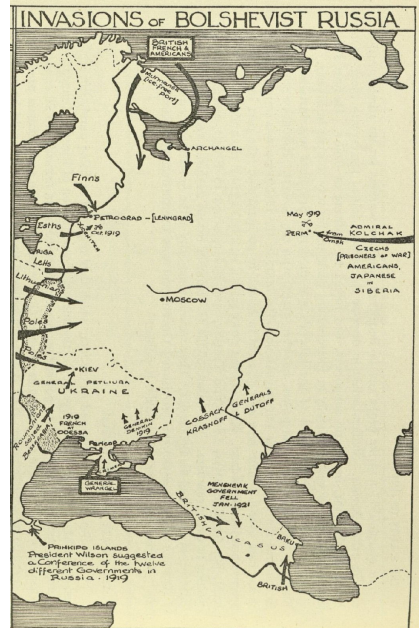 INVASIONS OF BOLSHEVIST RUSSIA
BRITISH
FRENCH &
AMERICANS
Murmansk
[ice-free
port]
ARCHANGEL
Finns
PETROGRAD - [LENINGRAD]
Esths
Oct 1919
RIGA
Letts
Lithuanians
Poles
Poles
May 1919
to
PERM
from
Omsk
ADMIRAL
KOLCHAK
CZECHS
[PRISONERS OF WAR]
AMERICANS,
JAPANESE
IN
SIBERIA
MOSCOW
KIEV
GENERAL PETLIURA
UKRAINE
1919
FRENCH
AT
ODESSA
GENERAL
DENIKIN
1919
COSSACK GENERALS
KRASNOFF & DUTOFF
GENERAL
WRANGEL
MENSHEVIK
GOVERNMENT
FELL
JAN. 1921
BRITISH
CAUCASUS
BAKU
BRITISH
PRINKIPO ISLANDS
President Wilson suggested
a Conference of the twelve
different Governments in
Russia - 1919